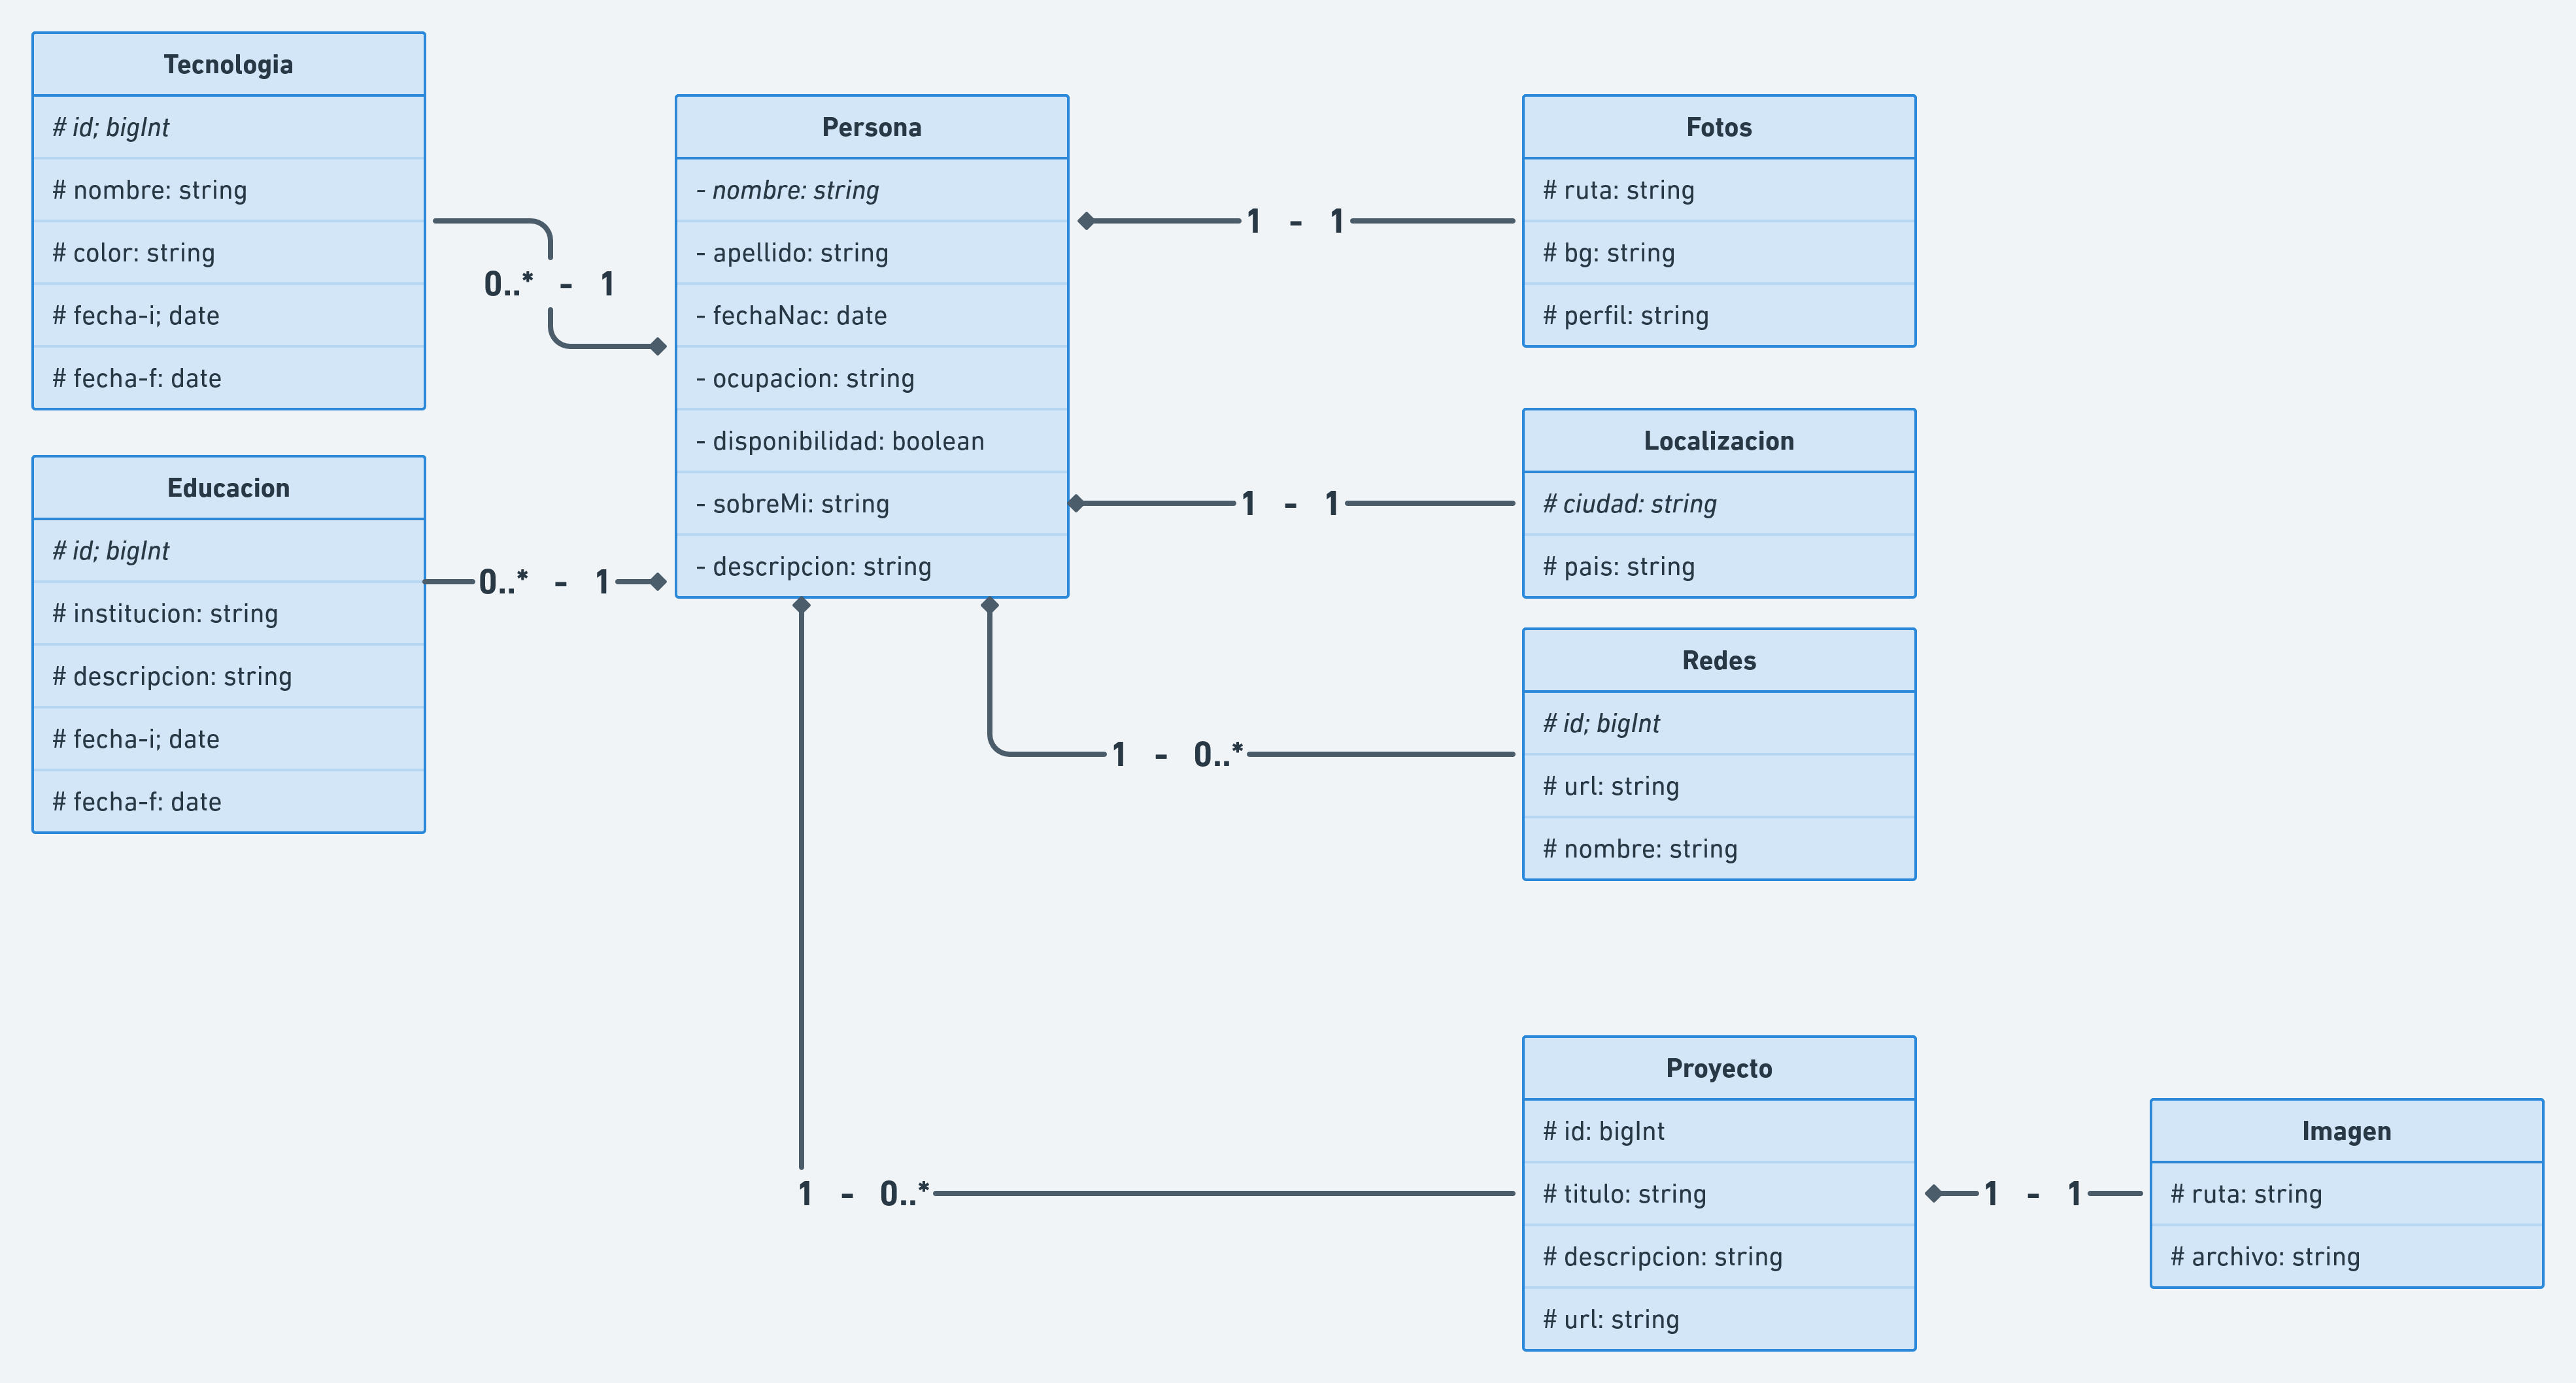 Tecnologia
# id; bigInt
# nombre: string
# color: string
# fecha-i; date
# fecha-f: date
Educacion
# id; bigInt
# institucion: string
# descripcion: string
# fecha-i; date
# fecha-f: date
0..* - 1
0..* - 1
Persona
- nombre: string
- apellido: string
- fechaNac: date
- ocupacion: string
- disponibilidad: boolean
- sobreMi: string
- descripcion: string
1 - 1
1 - 1
1 - 0..*
1 - 0..*
Fotos
# ruta: string
# bg: string
# perfil: string
Localizacion
# ciudad: string
# pais: string
Redes
# id; bigInt
# url: string
# nombre: string
Proyecto
# id: bigInt
# titulo: string
# descripcion: string
# url: string
1 - 1
Imagen
# ruta: string
# archivo: string